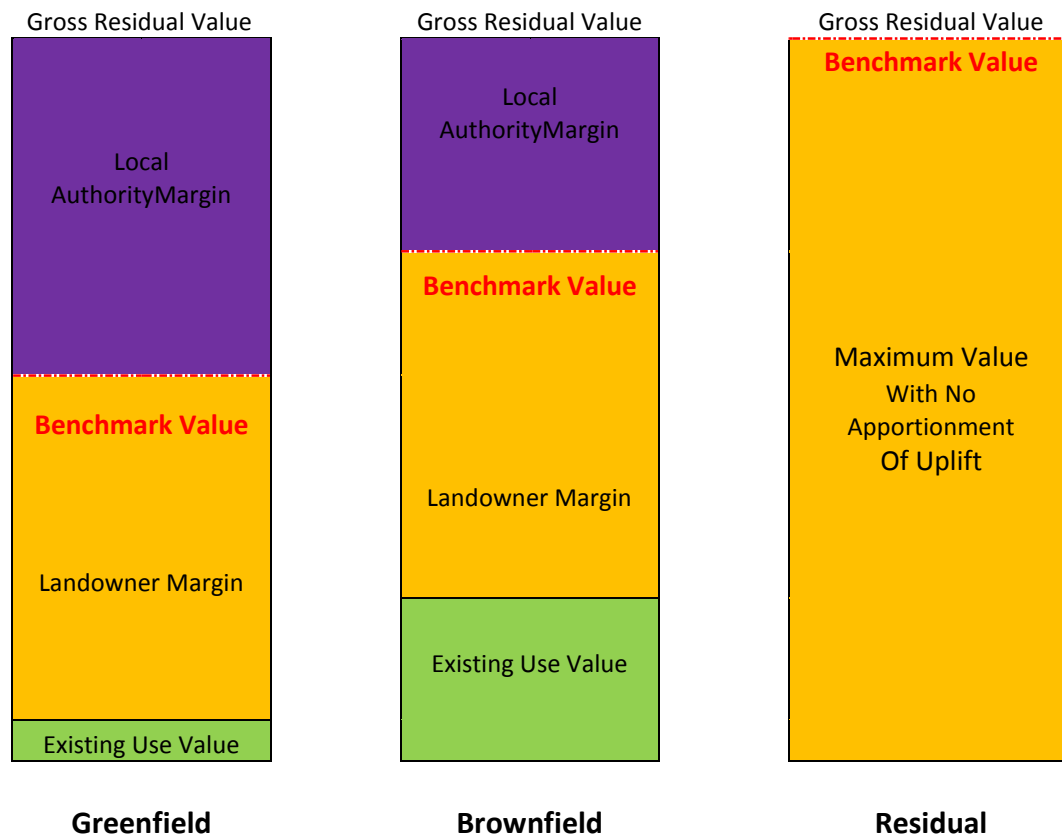 Gross Residual Value
Local
AuthorityMargin
Benchmark Value
Landowner Margin
Existing Use Value
Greenfield
Gross Residual Value
Local
AuthorityMargin
Benchmark Value
Landowner Margin
Existing Use Value
Brownfield
Gross Residual Value
Benchmark Value
Maximum Value
With No
Apportionment
Of Uplift
Residual